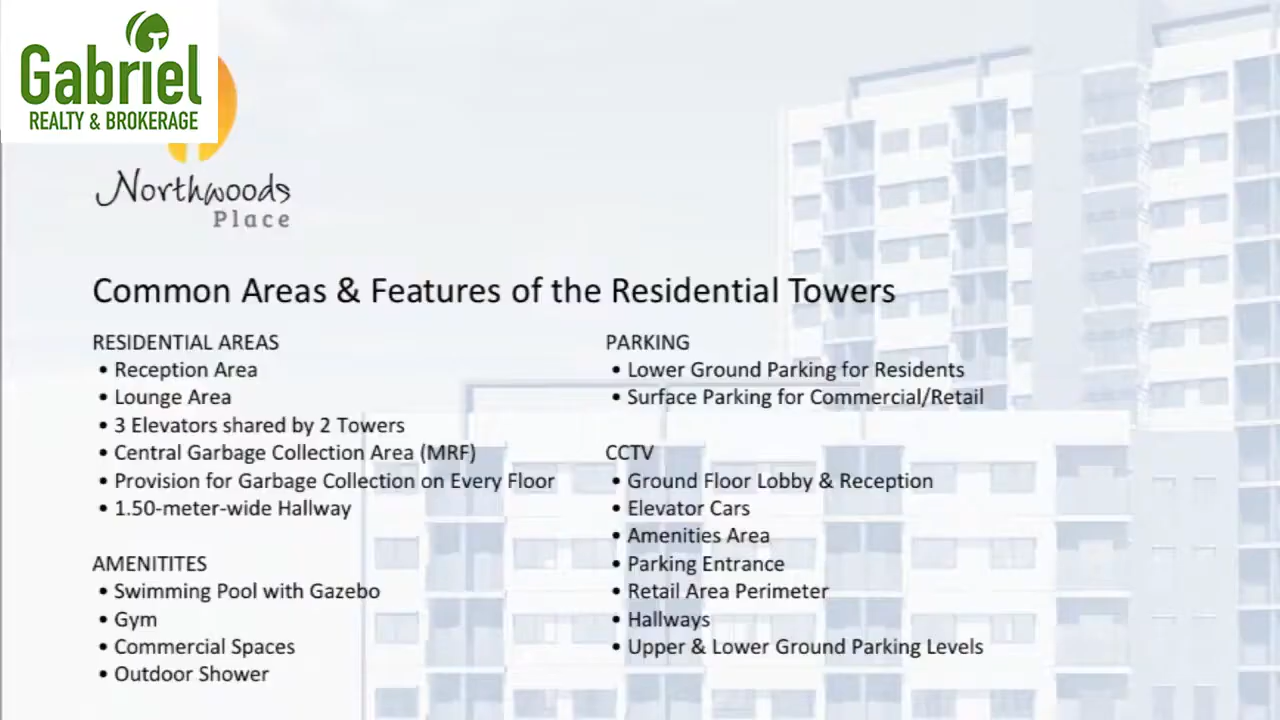 Gabriel
REALTY & BROKERAGE
Northwoods
Place
Common Areas & Features of the Residential Towers
RESIDENTIAL AREAS
• Reception Area
• Lounge Area
• 3 Elevators shared by 2 Towers
• Central Garbage Collection Area (MRF)
• Provision for Garbage Collection on Every Floor
• 1.50-meter-wide Hallway
AMENITITES
• Swimming Pool with Gazebo
• Gym
• Commercial Spaces
• Outdoor Shower
PARKING
• Lower Ground Parking for Residents
• Surface Parking for Commercial/Retail
CCTV
• Ground Floor Lobby & Reception
• Elevator Cars
• Amenities Area
• Parking Entrance
• Retail Area Perimeter
• Hallways
• Upper & Lower Ground Parking Levels